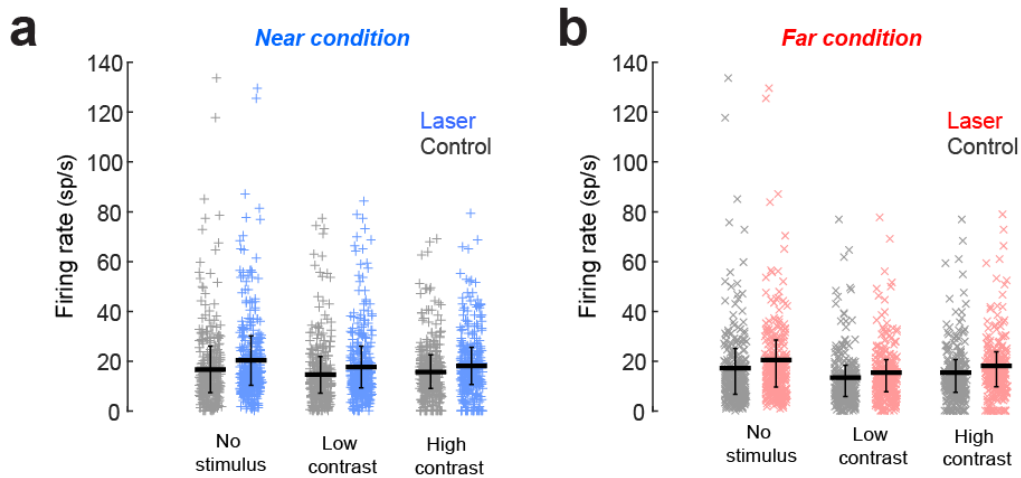 a
Near condition
Firing rate (sp/s)
140
120
100
80
60
40
20
0
Laser
Control
No
stimulus
Low
contrast
High
contrast
b
Far condition
Firing rate (sp/s)
140
120
100
80
60
40
20
0
Laser
Control
No
stimulus
Low
contrast
High
contrast